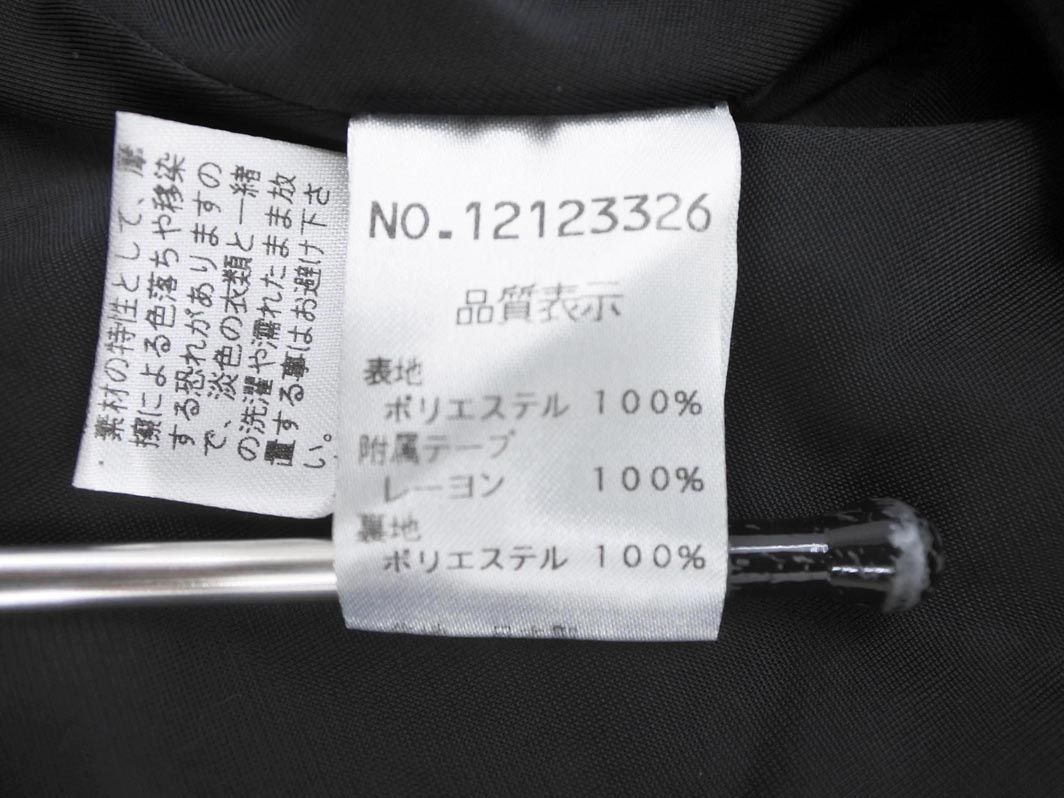 NO.12123326
品質表示
表地
ポリエステル 100%
附属テープ
レーヨン 100%
裏地
ポリエステル 100%
素材の特性として、摩
擦による色落ちや移染
する恐れがありますの
で、淡色の衣類と一緒
の洗濯や濡れたまま放
置する事はお避け下さ
い。